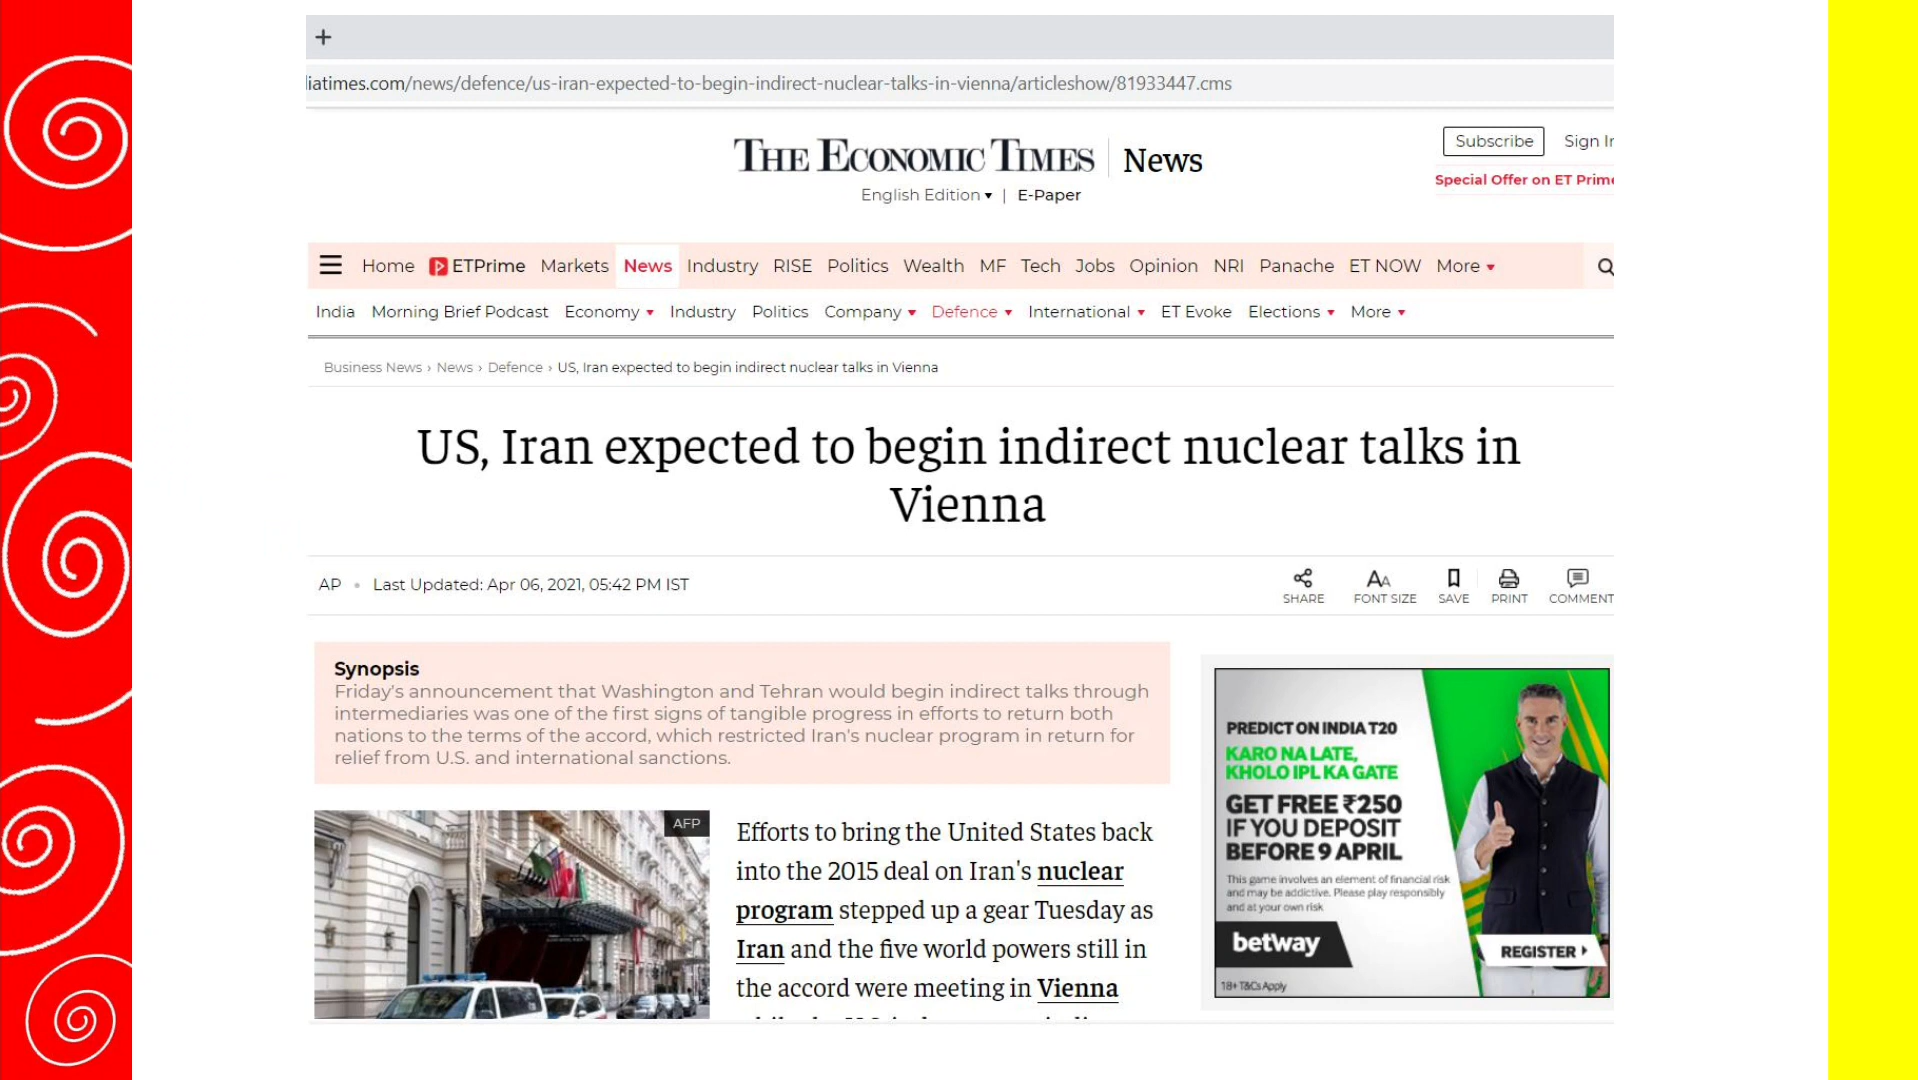 iatimes.com/news/defence/us-iran-expected-to-begin-indirect-nuclear-talks-in-vienna/articleshow/81933447.cms
THE ECONOMIC TIMES | News
Subscribe Sign In
English Edition | E-Paper
Special Offer on ET Prime
Home ETPrime Markets News Industry RISE Politics Wealth MF Tech Jobs Opinion NRI Panache ET NOW More
India Morning Brief Podcast Economy Industry Politics Company Defence International ET Evoke Elections More
Business News › News › Defence › US, Iran expected to begin indirect nuclear talks in Vienna
US, Iran expected to begin indirect nuclear talks in
Vienna
AP • Last Updated: Apr 06, 2021, 05:42 PM IST
SHARE FONT SIZE SAVE PRINT COMMENT
Synopsis
Friday's announcement that Washington and Tehran would begin indirect talks through
intermediaries was one of the first signs of tangible progress in efforts to return both
nations to the terms of the accord, which restricted Iran's nuclear program in return for
relief from U.S. and international sanctions.
AFP
Efforts to bring the United States back
into the 2015 deal on Iran's nuclear
program stepped up a gear Tuesday as
Iran and the five world powers still in
the accord were meeting in Vienna
PREDICT ON INDIA T20
KARO NA LATE,
KHOLO IPL KA GATE
GET FREE ₹250
IF YOU DEPOSIT
BEFORE 9 APRIL
This game involves an element of financial risk
and may be addictive. Please play responsibly
and at your own risk
betway
REGISTER
18+ T&Cs Apply